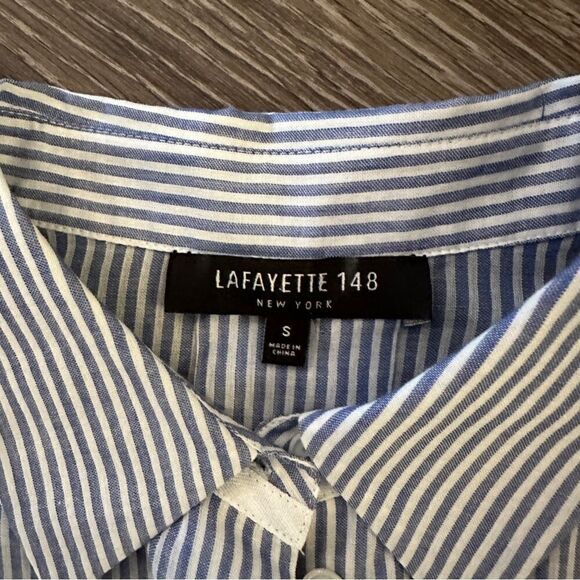 LAFAYETTE 148
NEW YORK
S
MADE IN
CHINA